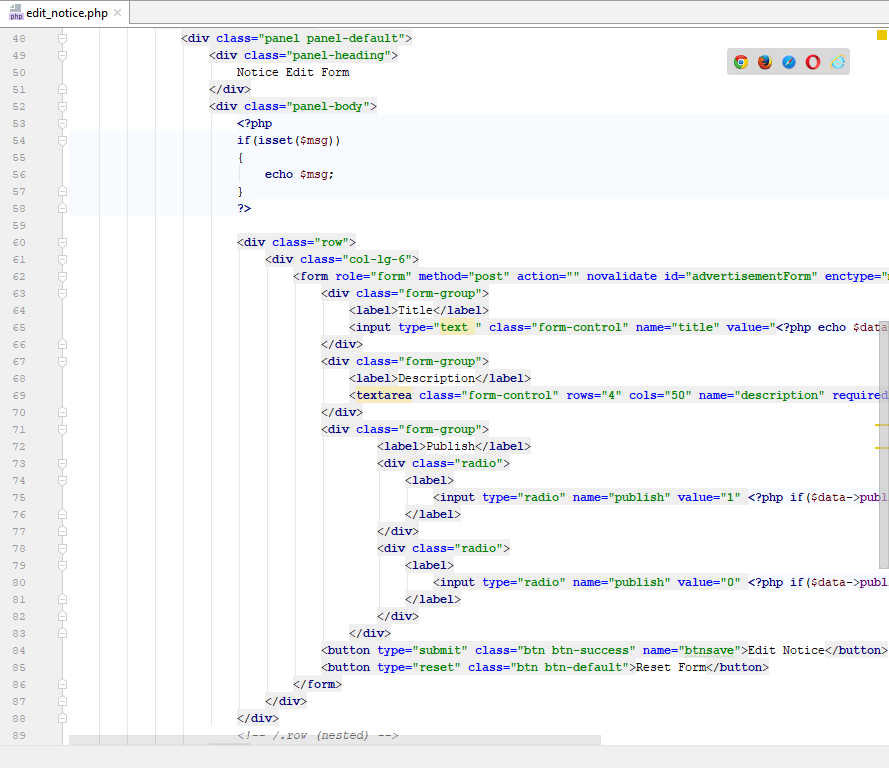 edit_notice.php
48 <div class="panel panel-default">
49 <div class="panel-heading">
50 Notice Edit Form
51 </div>
52 <div class="panel-body">
53 <?php
54 if(isset($msg))
55 {
56 echo $msg;
57 }
58 ?>
59
60 <div class="row">
61 <div class="col-lg-6">
62 <form role="form" method="post" action="" novalidate id="advertisementForm" enctype=
63 <div class="form-group">
64 <label>Title</label>
65 <input type="text " class="form-control" name="title" value="<?php echo $data
66 </div>
67 <div class="form-group">
68 <label>Description</label>
69 <textarea class="form-control" rows="4" cols="50" name="description" required
70 </div>
71 <div class="form-group">
72 <label>Publish</label>
73 <div class="radio">
74 <label>
75 <input type="radio" name="publish" value="1" <?php if($data->publ
76 </label>
77 </div>
78 <div class="radio">
79 <label>
80 <input type="radio" name="publish" value="0" <?php if($data->publ
81 </label>
82 </div>
83 </div>
84 <button type="submit" class="btn btn-success" name="btnsave">Edit Notice</button>
85 <button type="reset" class="btn btn-default">Reset Form</button>
86 </form>
87 </div>
88 </div>
89 <!-- /.row (nested) -->